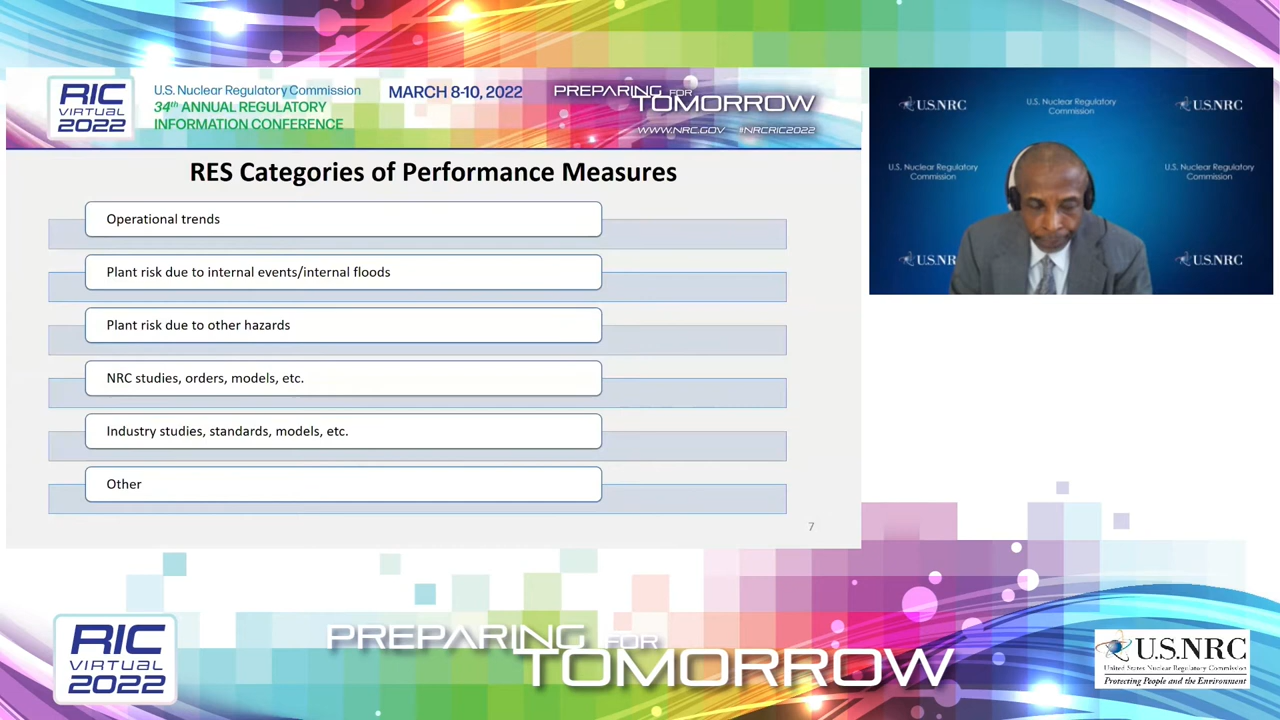 RIC
VIRTUAL
2022
U.S. Nuclear Regulatory Commission
34th ANNUAL REGULATORY
INFORMATION CONFERENCE
MARCH 8-10, 2022
PREPARING FOR
TOMORROW
WWW.NRC.GOV #NRCRIC2022
RES Categories of Performance Measures
Operational trends
Plant risk due to internal events/internal floods
Plant risk due to other hazards
NRC studies, orders, models, etc.
Industry studies, standards, models, etc.
Other
7
U.S.NRC
U.S. Nuclear Regulatory
Commission
U.S.NRC
U.S. Nuclear Regulatory
Commission
U.S. Nuclear Regulatory
Commission
U.S.NR
U.S.NRC
RIC
VIRTUAL
2022
PREPARING FOR
TOMORROW
U.S.NRC
United States Nuclear Regulatory Commission
Protecting People and the Environment